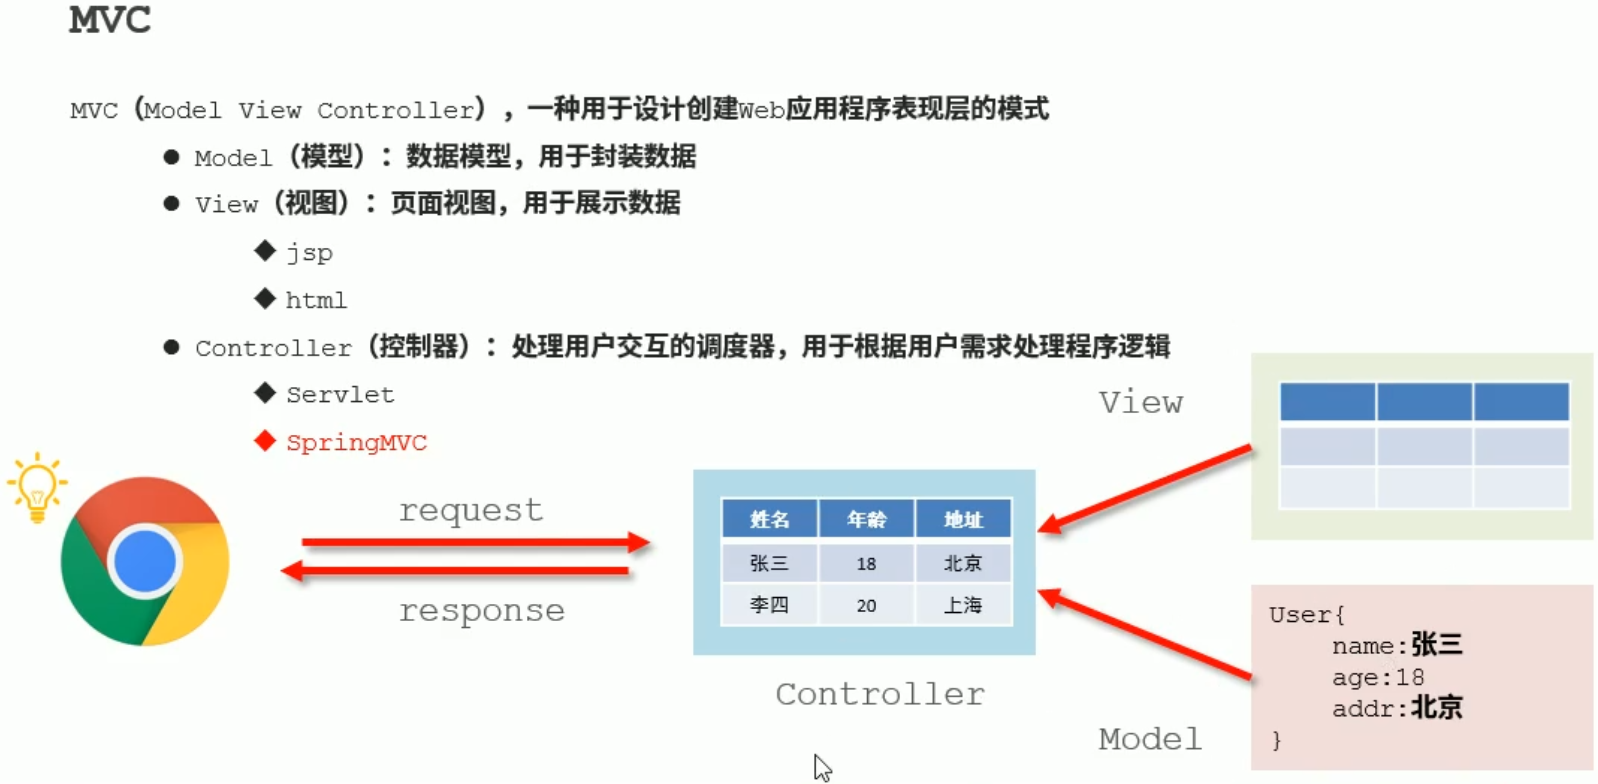 MVC
MVC（Model View Controller），一种用于设计创建Web应用程序表现层的模式
Model（模型）：数据模型，用于封装数据
View（视图）：页面视图，用于展示数据
jsp
html
Controller（控制器）：处理用户交互的调度器，用于根据用户需求处理程序逻辑
Servlet
SpringMVC
request
response
姓名 年龄 地址
张三 18 北京
李四 20 上海
Controller
View
User{
name:张三
age:18
addr:北京
}
Model